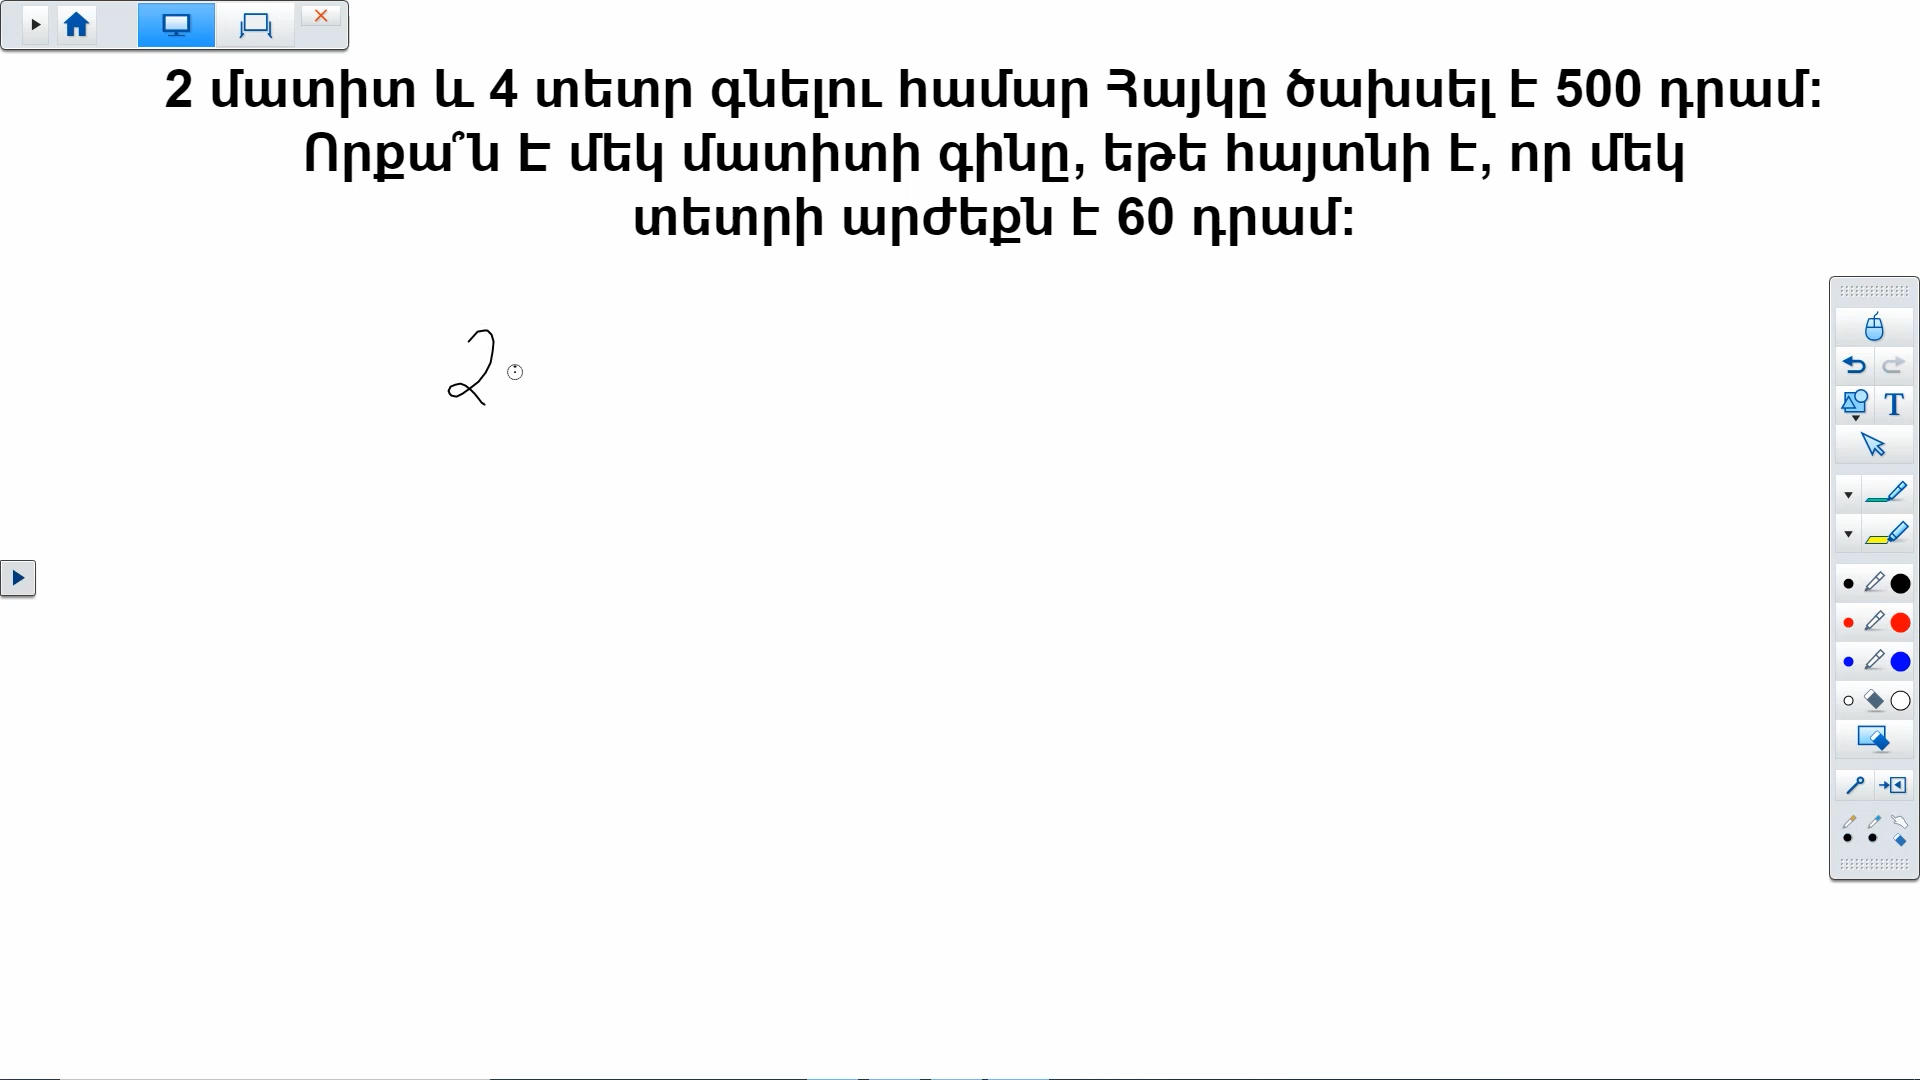 2 մատիտ և 4 տետր գնելու համար Հայկը ծախսել է 500 դրամ:
Որքա՞ն է մեկ մատիտի գինը, եթե հայտնի է, որ մեկ
տետրի արժեքն է 60 դրամ:
2
T